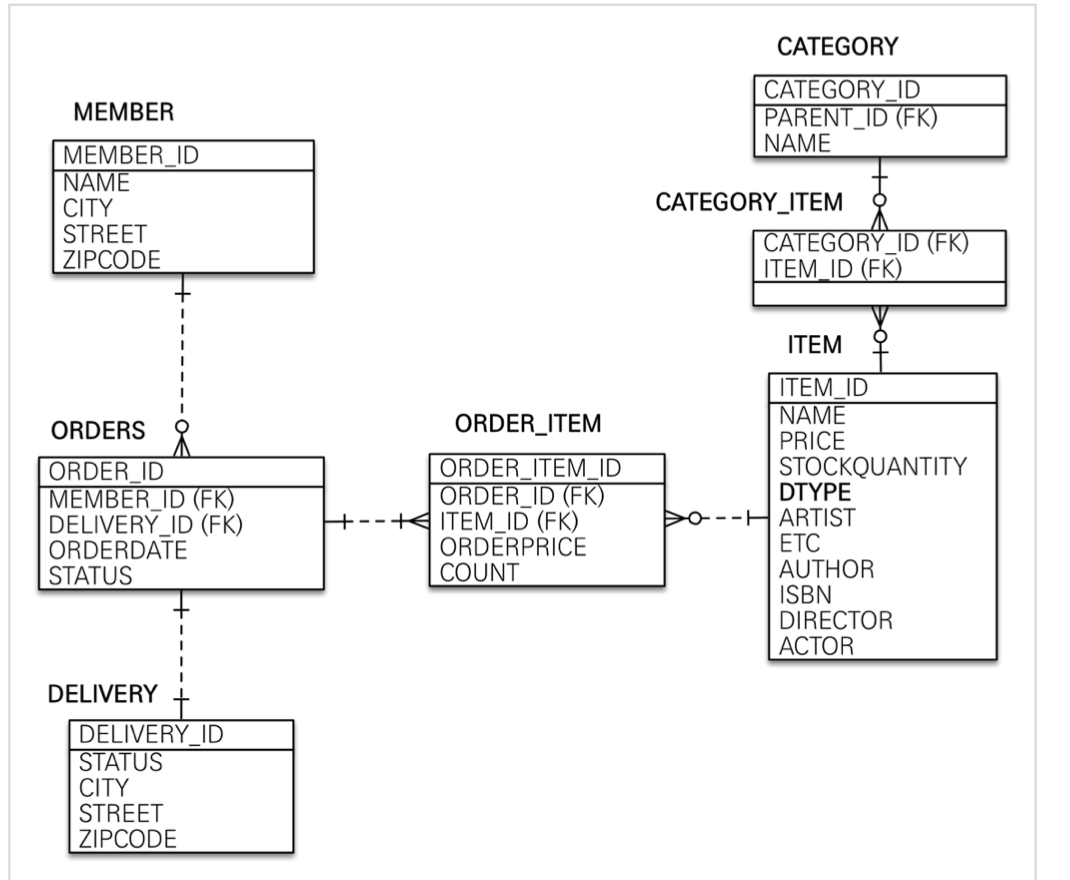 MEMBER
MEMBER_ID
NAME
CITY
STREET
ZIPCODE
ORDERS
ORDER_ID
MEMBER_ID (FK)
DELIVERY_ID (FK)
ORDERDATE
STATUS
DELIVERY
DELIVERY_ID
STATUS
CITY
STREET
ZIPCODE
ORDER_ITEM
ORDER_ITEM_ID
ORDER_ID (FK)
ITEM_ID (FK)
ORDERPRICE
COUNT
CATEGORY
CATEGORY_ID
PARENT_ID (FK)
NAME
CATEGORY_ITEM
CATEGORY_ID (FK)
ITEM_ID (FK)
ITEM
ITEM_ID
NAME
PRICE
STOCKQUANTITY
DTYPE
ARTIST
ETC
AUTHOR
ISBN
DIRECTOR
ACTOR